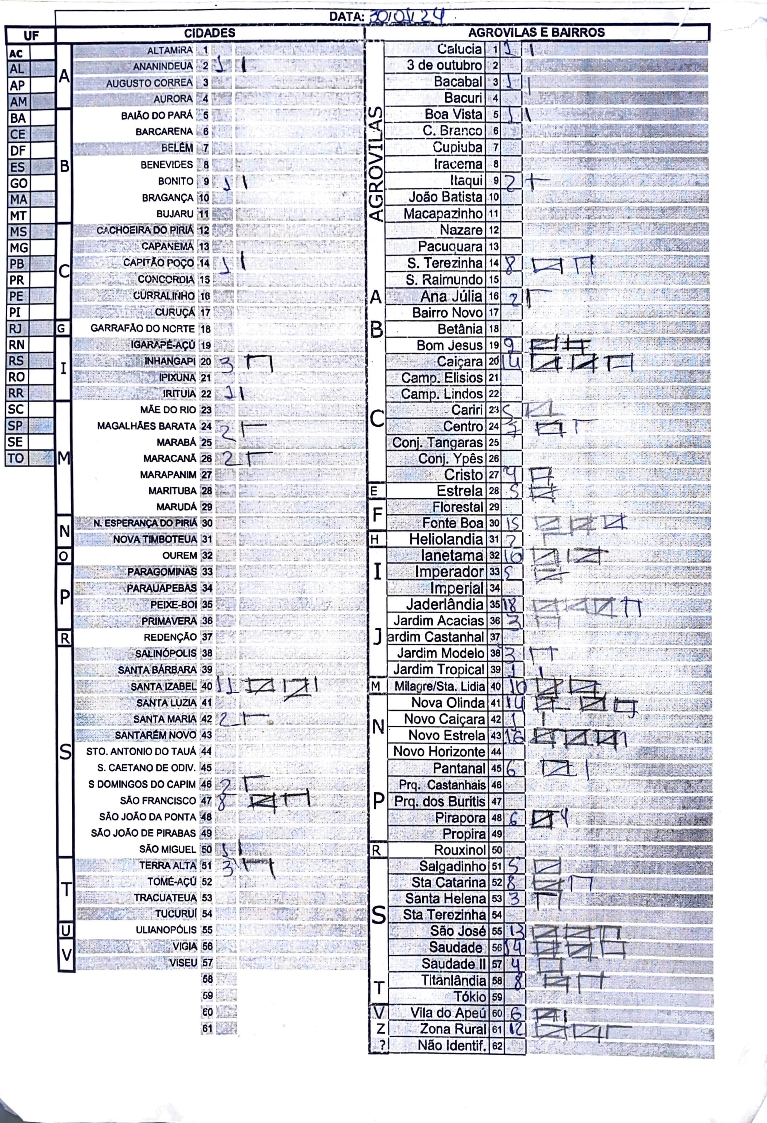 DATA: 30/01/24
UF
CIDADES
AGROVILAS E BAIRROS
AC
AL
AP
AM
BA
CE
DF
ES
GO
MA
MT
MS
MG
PB
PR
PE
PI
RJ
RN
RS
RO
RR
SC
SP
SE
TO
A
ALTAMIRA 1
ANANINDEUA 2 1
AUGUSTO CORREA 3
AURORA 4
B
BAIÃO DO PARÁ 5
BARCARENA 6
BELÉM 7
BENEVIDES 8
BONITO 9 1
BRAGANÇA 10
BUJARU 11
C
CACHOEIRA DO PIRIÁ 12
CAPANEMA 13
CAPITÃO POÇO 14 1
CONCORDIA 15
CURRALINHO 16
CURUÇÁ 17
G
GARRAFÃO DO NORTE 18
I
IGARAPÉ-AÇÚ 19
INHANGAPI 20 3
IPIXUNA 21
IRITUIA 22 1
M
MÃE DO RIO 23
MAGALHÃES BARATA 24 2
MARABÁ 25
MARACANÃ 26 2
MARAPANIM 27
MARITUBA 28
MARUDÁ 29
N
N. ESPERANÇA DO PIRIÁ 30
NOVA TIMBOTEUA 31
O
OUREM 32
P
PARAGOMINAS 33
PARAUAPEBAS 34
PEIXE-BOI 35
PRIMAVERA 36
R
REDENÇÃO 37
S
SALINÓPOLIS 38
SANTA BÁRBARA 39
SANTA IZABEL 40 11
SANTA LUZIA 41
SANTA MARIA 42 2
SANTARÉM NOVO 43
STO. ANTONIO DO TAUÁ 44
S. CAETANO DE ODIV. 45
S DOMINGOS DO CAPIM 46 2
SÃO FRANCISCO 47 8
SÃO JOÃO DA PONTA 48
SÃO JOÃO DE PIRABAS 49
SÃO MIGUEL 50 1
T
TERRA ALTA 51 3
TOMÉ-AÇÚ 52
TRACUATEUA 53
TUCURUÍ 54
U
ULIANÓPOLIS 55
V
VIGIA 56
VISEU 57
58
59
60
61
AGROVILAS
Calucia 1 1
3 de outubro 2
Bacabal 3 1
Bacuri 4
Boa Vista 5 1
C. Branco 6
Cupiuba 7
Iracema 8
Itaqui 9 2
João Batista 10
Macapazinho 11
Nazare 12
Pacuquara 13
S. Terezinha 14 8
S. Raimundo 15
A
Ana Júlia 16 2
Bairro Novo 17
B
Betânia 18
Bom Jesus 19 9
Caiçara 20 14
C
Camp. Elisios 21
Camp. Lindos 22
Cariri 23 5
Centro 24
Conj. Tangaras 25
Conj. Ypês 26
Cristo 27 4
E
Estrela 28 5
F
Florestal 29
Fonte Boa 30 15
H
Heliolandia 31 2
I
Ianetama 32 10
Imperador 33 5
Imperial 34
J
Jaderlândia 35 18
Jardim Acacias 36 3
ardim Castanhal 37
Jardim Modelo 38 3
Jardim Tropical 39 1
M
Milagre/Sta. Lidia 40 10
N
Nova Olinda 41 14
Novo Caiçara 42 1
Novo Estrela 43 16
Novo Horizonte 44
P
Pantanal 45 6
Prq. Castanhais 46
Prq. dos Buritis 47
Pirapora 48 6
Propira 49
R
Rouxinol 50
S
Salgadinho 51 5
Sta Catarina 52 8
Santa Helena 53 3
Sta Terezinha 54
São José 55 13
Saudade 56 14
Saudade II 57 4
T
Titanlândia 58 8
Tókio 59
V
Vila do Apeú 60 6
Z
Zona Rural 61 12
?
Não Identif. 62